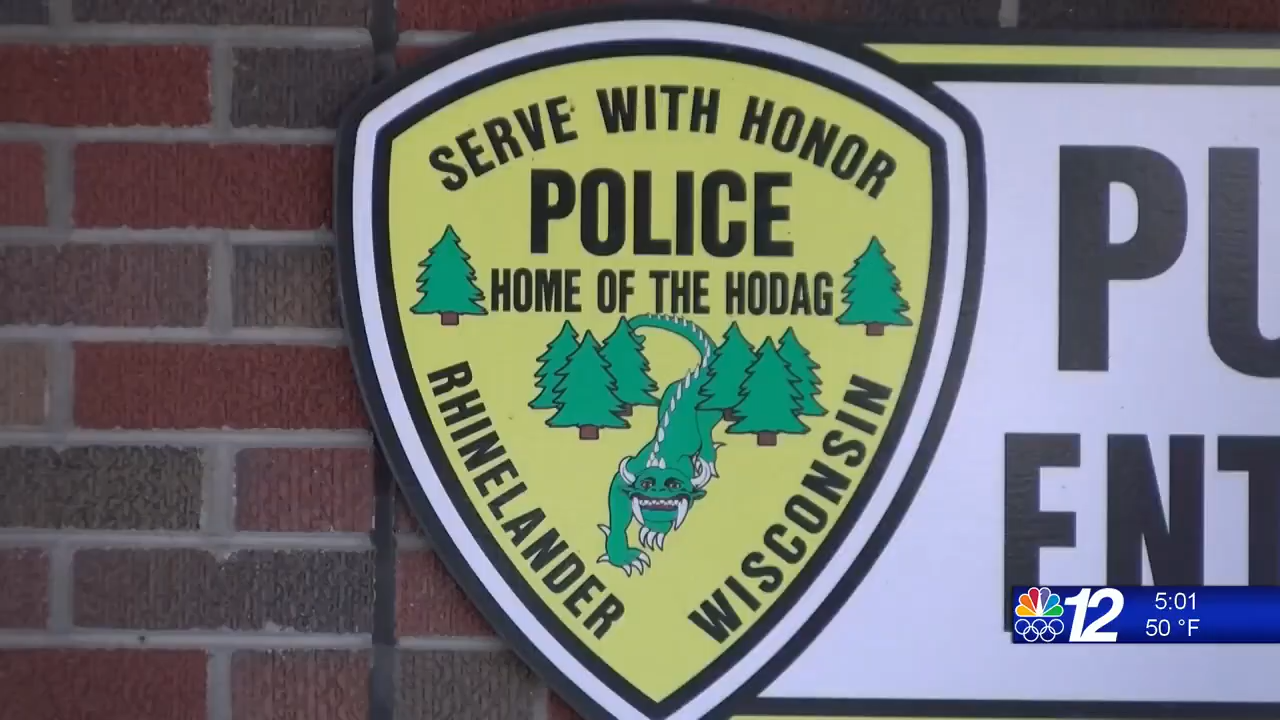 SERVE WITH HONOR
POLICE
HOME OF THE HODAG
RHINELANDER
WISCONSIN
12
5:01
50 °F